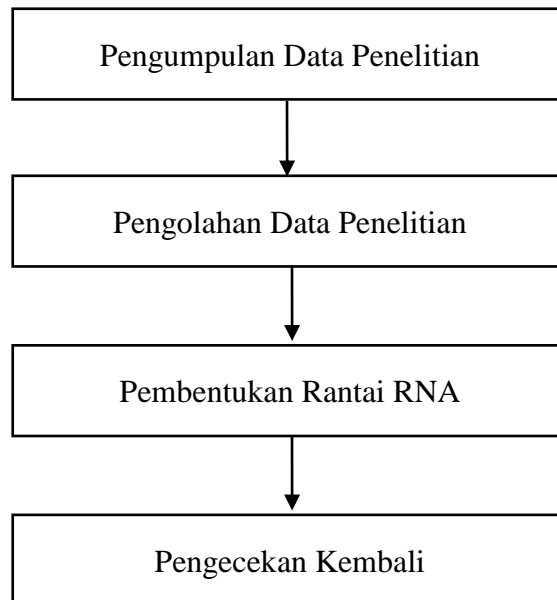 Pengumpulan Data Penelitian
Pengolahan Data Penelitian
Pembentukan Rantai RNA
Pengecekan Kembali